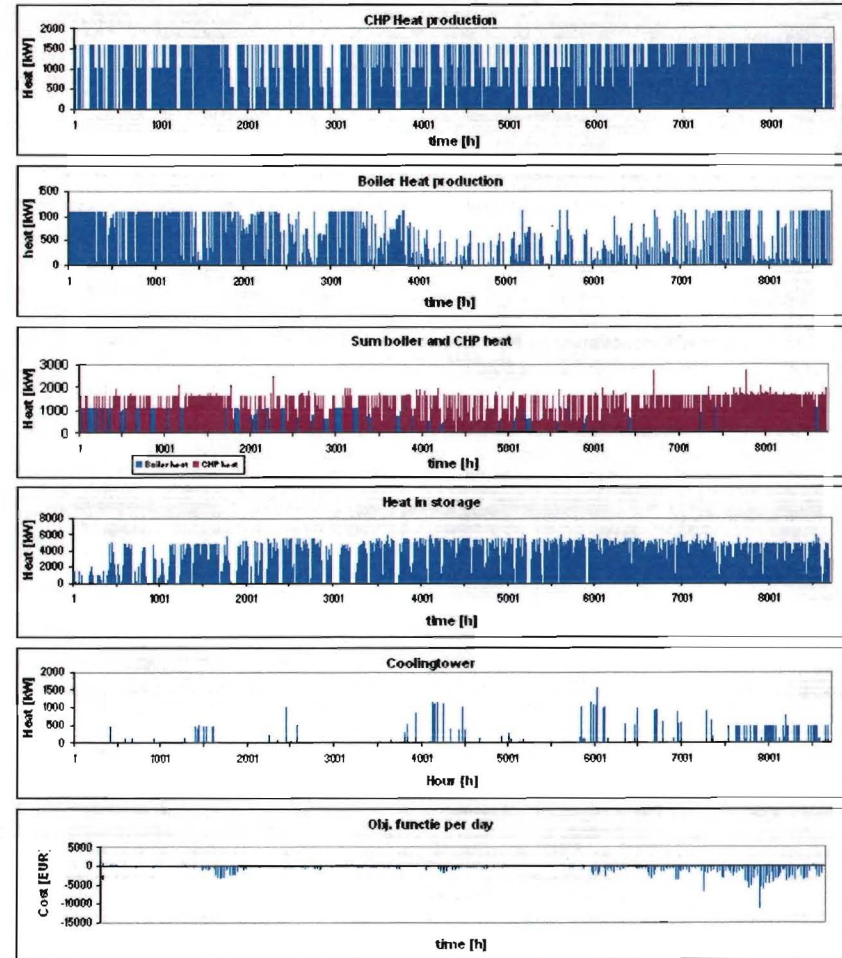 CHP Heat production
Heat [kW]
2000
1500
1000
500
0
1 1001 2001 3001 4001 5001 6001 7001 8001
time [h]
Boiler Heat production
heat [kW]
1500
1000
500
0
1 1001 2001 3001 4001 5001 6001 7001 8001
time [h]
Sum boiler and CHP heat
Heat [kW]
3000
2000
1000
0
1 1001 2001 3001 4001 5001 6001 7001 8001
Boiler heat CHP heat
time [h]
Heat in storage
Heat [kW]
8000
6000
4000
2000
0
1 1001 2001 3001 4001 5001 6001 7001 8001
time [h]
Coolingtower
Heat [kW]
2000
1500
1000
500
0
1 1001 2001 3001 4001 5001 6001 7001 8001
Hour [h]
Obj. functie per day
Cost [EUR]
5000
0
-5000
-10000
-15000
time [h]